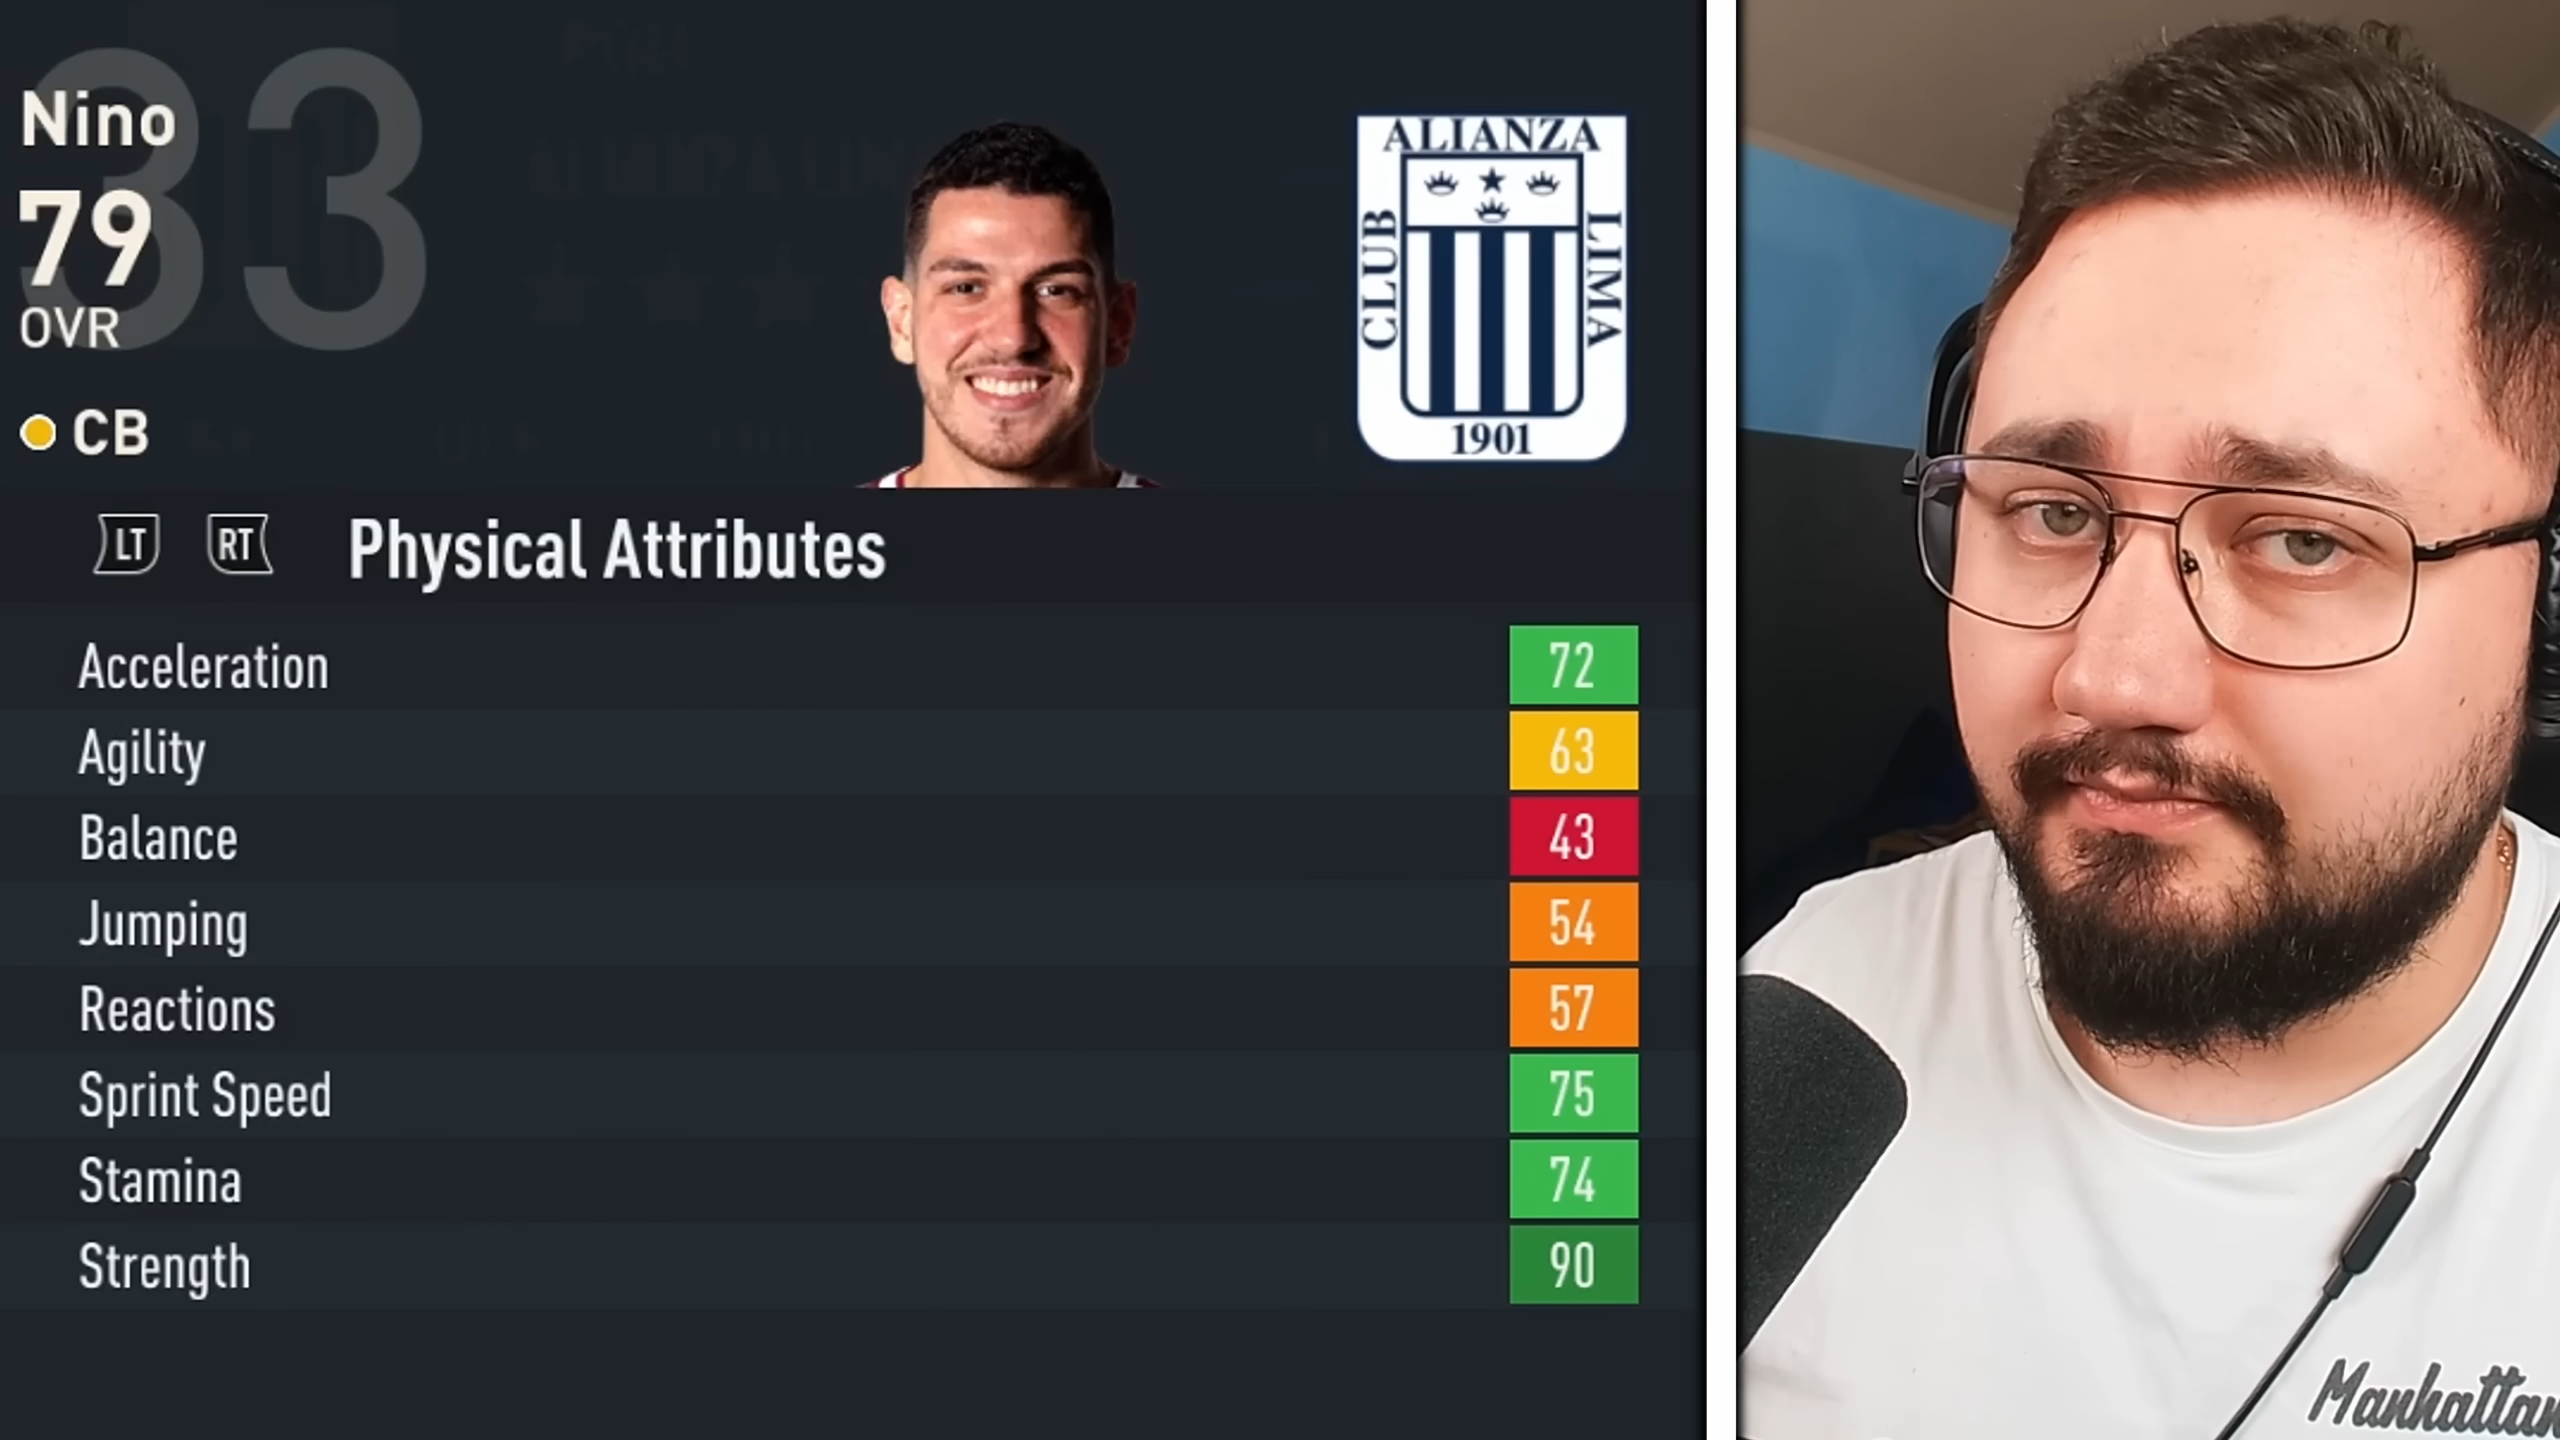 33
Nino
79
OVR
CB
ALIANZA
CLUB
LIMA
1901
LT RT Physical Attributes
Acceleration 72
Agility 63
Balance 43
Jumping 54
Reactions 57
Sprint Speed 75
Stamina 74
Strength 90
Manhattan